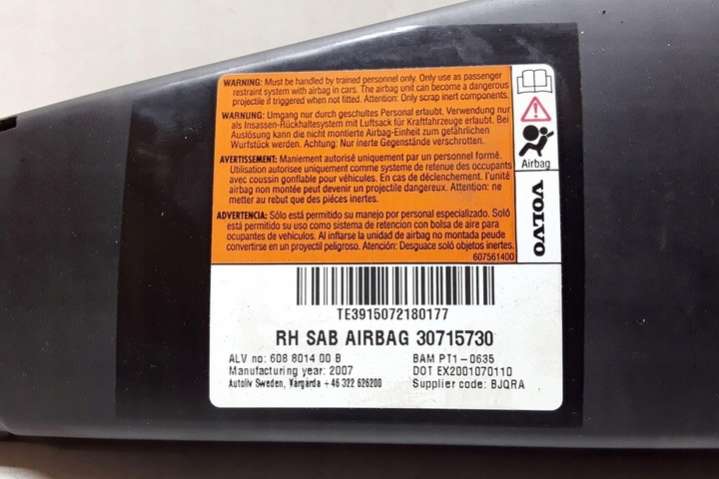 WARNING: Must be handled by trained personnel only. Only use as passenger
restraint system with airbag in cars. The airbag unit can become a dangerous
projectile if triggered when not fitted. Attention: Only scrap inert components.
WARNUNG: Umgang nur durch geschultes Personal erlaubt. Verwendung nur
als Insassen-Rückhaltesystem mit Luftsack für Kraftfahrzeuge erlaubt. Bei
Auslösung kann die nicht montierte Airbag-Einheit zum gefährlichen
Wurfstück werden. Achtung: Nur inerte Gegenstände verschrotten.
AVERTISSEMENT: Maniement autorisé uniquement par un personnel formé.
Utilisation autorisée uniquement comme systeme de retenue des occupants
avec coussin gonflable pour véhicules. En cas de déclenchement, l'unité
airbag non montée peut devenir un projectile dangereux. Attention: ne
mettre au rebut que des piéces inertes.
ADVERTENCIA: Sólo está permitido su manejo por personal especializado. Soló
está permitido su uso como sistema de retencion con bolsa de aire para
ocupantes de vehículos. Al inflarse la unidad de airbag no montada peude
convertirse en un proyectil peligroso. Atención: Desguace soló objetos inertes.
607561400
Airbag
VOLVO
TE3915072180177
RH SAB AIRBAG 30715730
ALV no: 608 8014 00 B
BAM PT1-0635
Manufacturing year: 2007
DOT EX2001070110
Autoliv Sweden, Vårgårda +46 322 626200
Supplier code: BJQRA